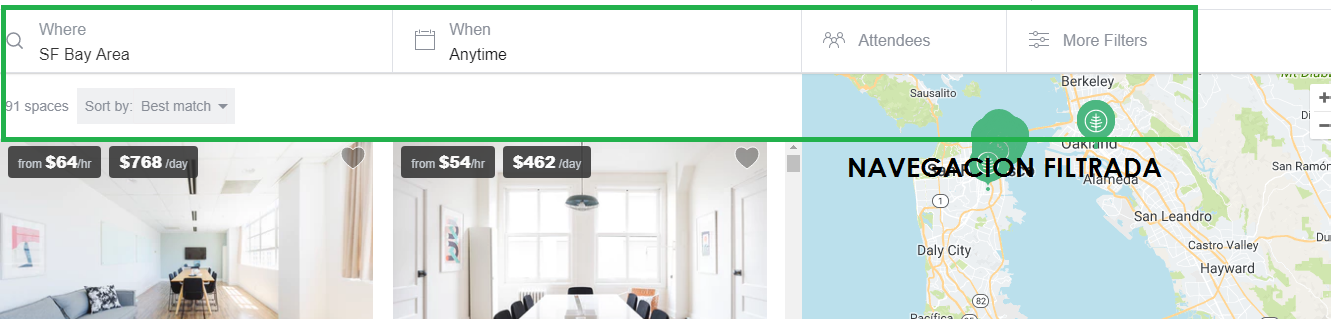 Where
SF Bay Area
When
Anytime
Attendees
More Filters
91 spaces
Sort by: Best match
from $64/hr
$768 /day
from $54/hr
$462 /day
NAVEGACION FILTRADA
Sausalito
Berkeley
Oakland
Alameda
San Leandro
San Ramón
Daly City
Castro Valley
Hayward
Pacífica
1
82